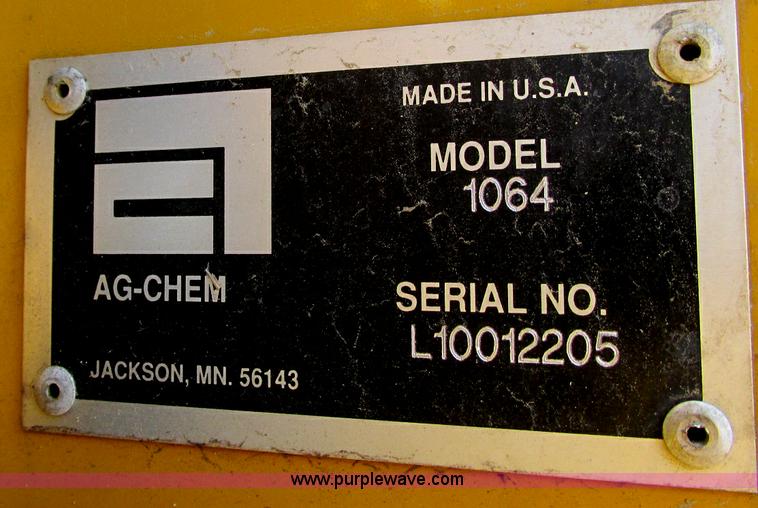 MADE IN U.S.A.
MODEL
1064
AG-CHEM
SERIAL NO.
L10012205
JACKSON, MN. 56143
www.purplewave.com